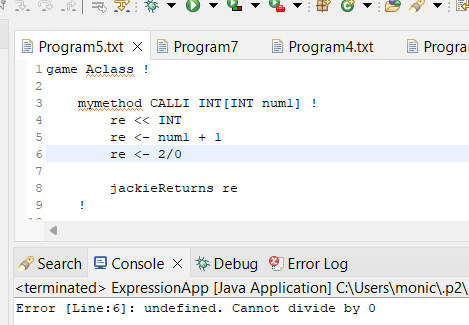 Program5.txt Program7 Program4.txt Progra
1 game Aclass !
2
3 mymethod CALLI INT[INT num1] !
4 re << INT
5 re <- num1 + 1
6 re <- 2/0
7
8 jackieReturns re
9 !
Search Console Debug Error Log
<terminated> ExpressionApp [Java Application] C:\Users\monic\.p2\
Error [Line:6]: undefined. Cannot divide by 0